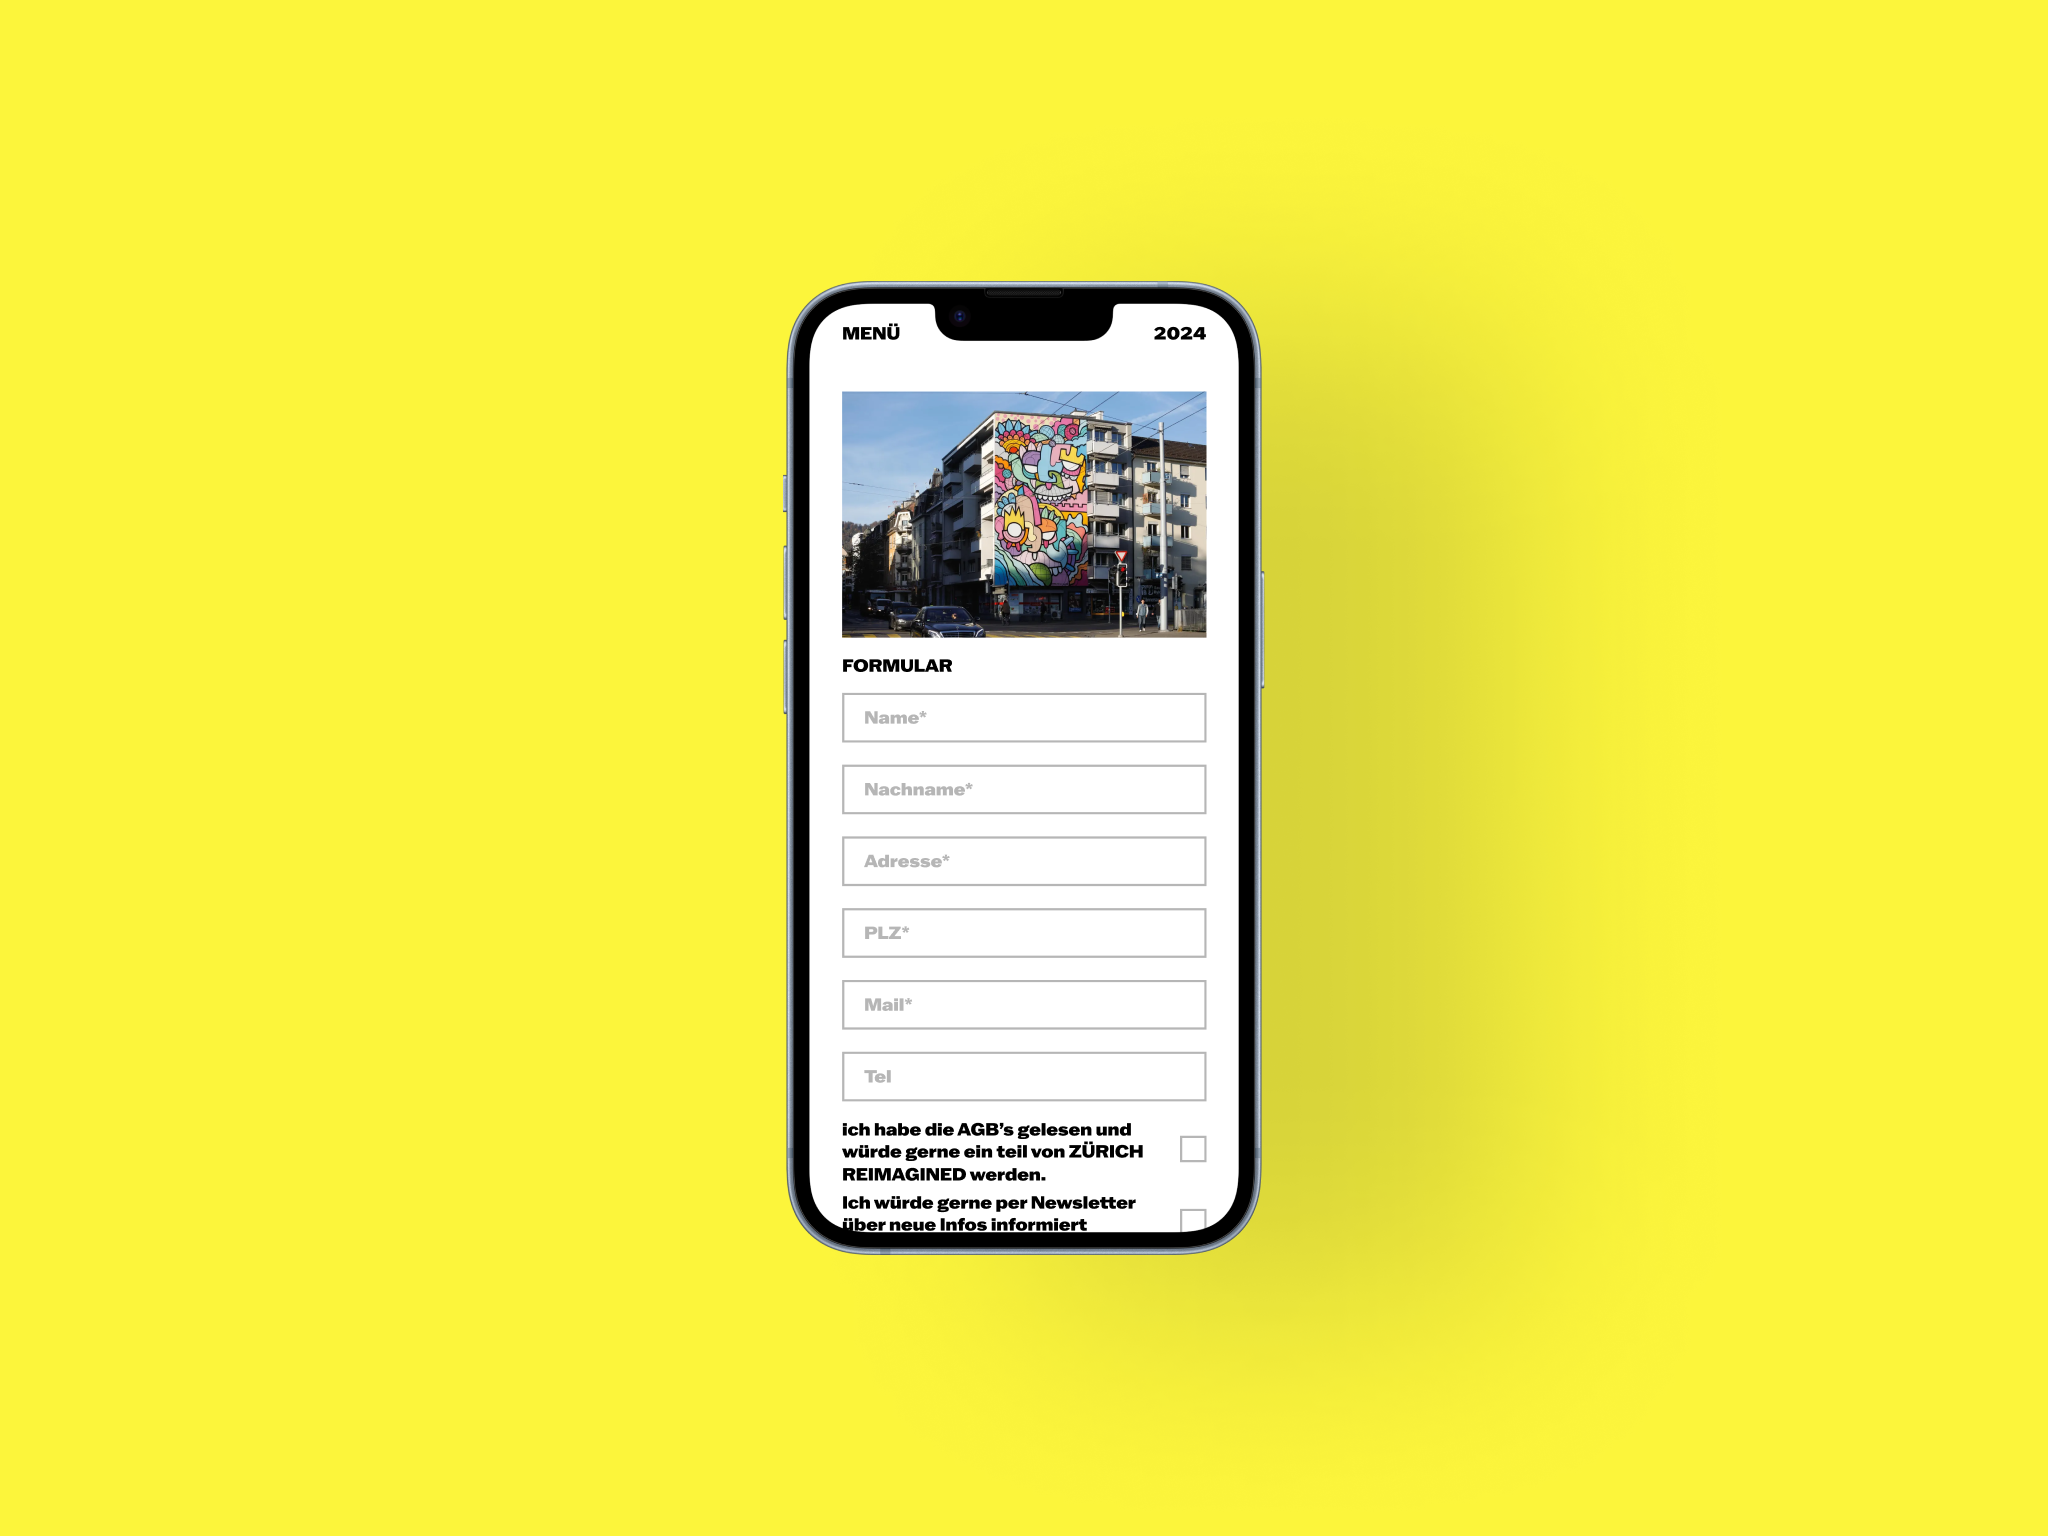 MENÜ
2024
FORMULAR
Name*
Nachname*
Adresse*
PLZ*
Mail*
Tel
ich habe die AGB’s gelesen und
würde gerne ein teil von ZÜRICH
REIMAGINED werden.
Ich würde gerne per Newsletter
über neue Infos informiert